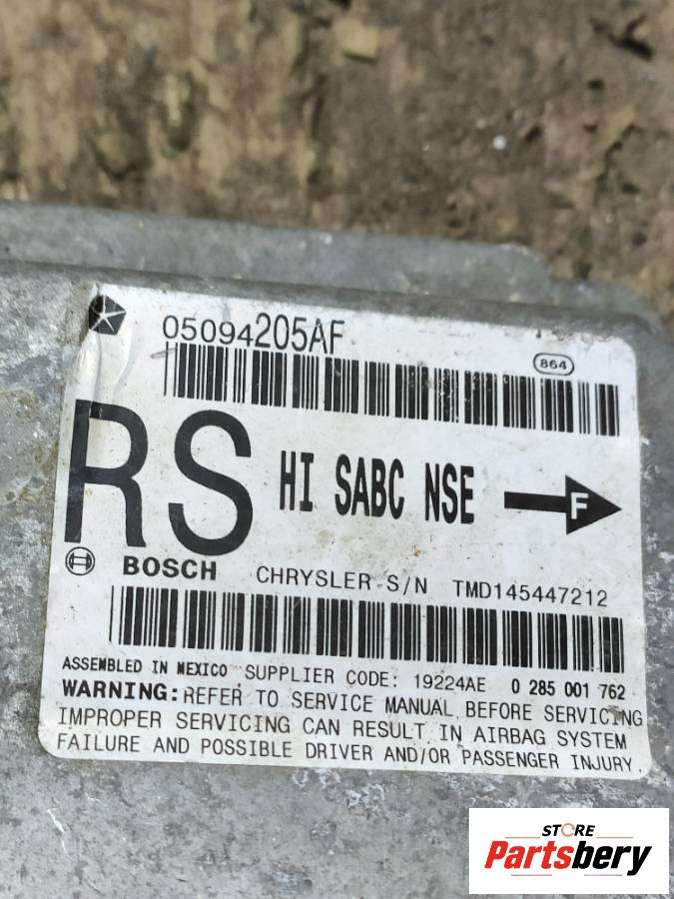 05094205AF
864
RS HI SABC NSE F
BOSCH CHRYSLER S/N TMD145447212
ASSEMBLED IN MEXICO SUPPLIER CODE: 19224AE 0 285 001 762
WARNING: REFER TO SERVICE MANUAL BEFORE SERVICING
IMPROPER SERVICING CAN RESULT IN AIRBAG SYSTEM
FAILURE AND POSSIBLE DRIVER AND/OR PASSENGER INJURY
STORE
Partsbery